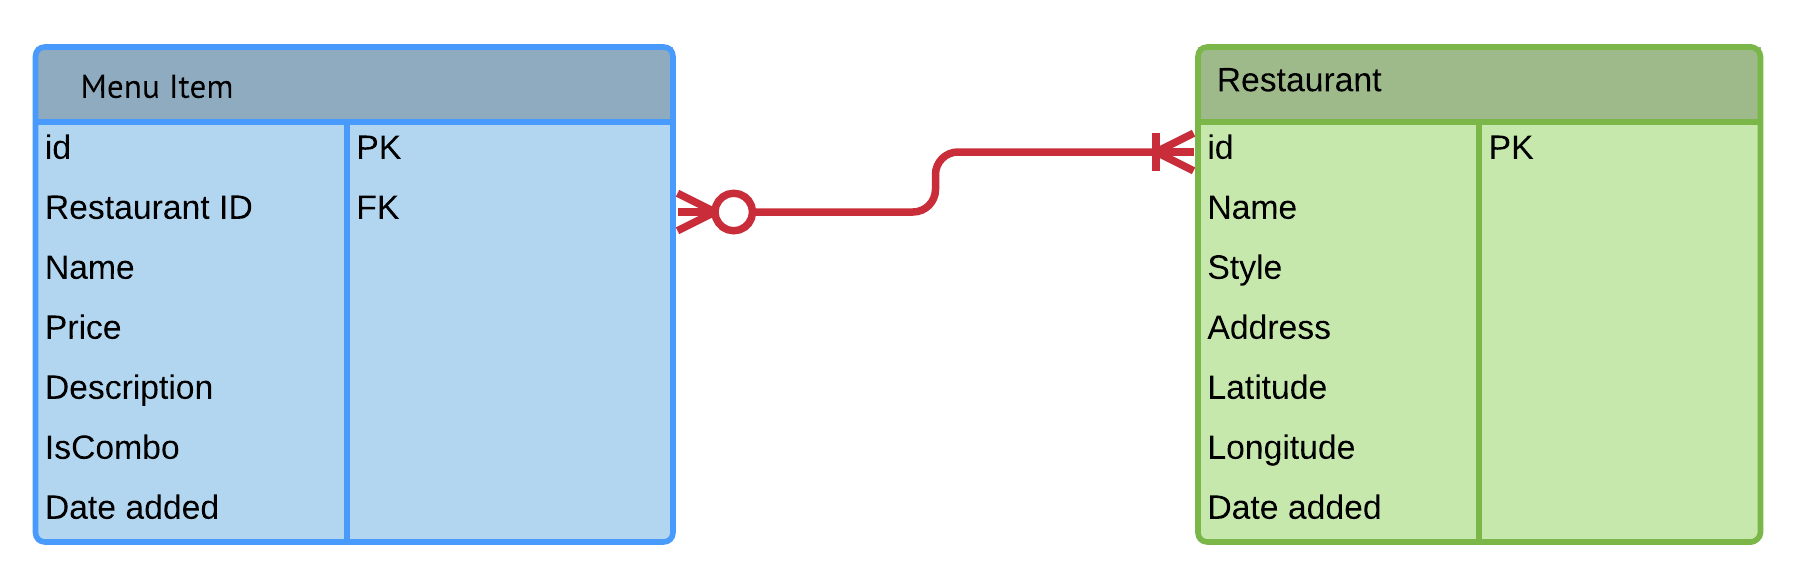 Menu Item
id PK
Restaurant ID FK
Name
Price
Description
IsCombo
Date added
Restaurant
id PK
Name
Style
Address
Latitude
Longitude
Date added